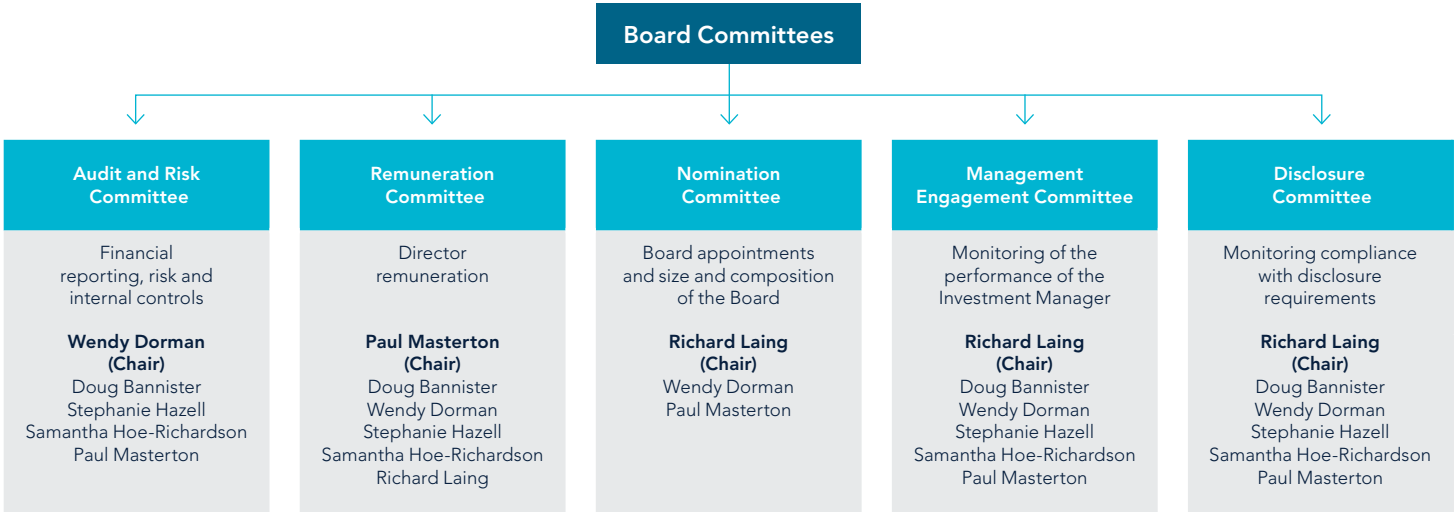 Board Committees
Audit and Risk
Committee
Financial
reporting, risk and
internal controls
Wendy Dorman
(Chair)
Doug Bannister
Stephanie Hazell
Samantha Hoe-Richardson
Paul Masterton
Remuneration
Committee
Director
remuneration
Paul Masterton
(Chair)
Doug Bannister
Wendy Dorman
Stephanie Hazell
Samantha Hoe-Richardson
Richard Laing
Nomination
Committee
Board appointments
and size and composition
of the Board
Richard Laing
(Chair)
Wendy Dorman
Paul Masterton
Management
Engagement Committee
Monitoring of the
performance of the
Investment Manager
Richard Laing
(Chair)
Doug Bannister
Wendy Dorman
Stephanie Hazell
Samantha Hoe-Richardson
Paul Masterton
Disclosure
Committee
Monitoring compliance
with disclosure
requirements
Richard Laing
(Chair)
Doug Bannister
Wendy Dorman
Stephanie Hazell
Samantha Hoe-Richardson
Paul Masterton